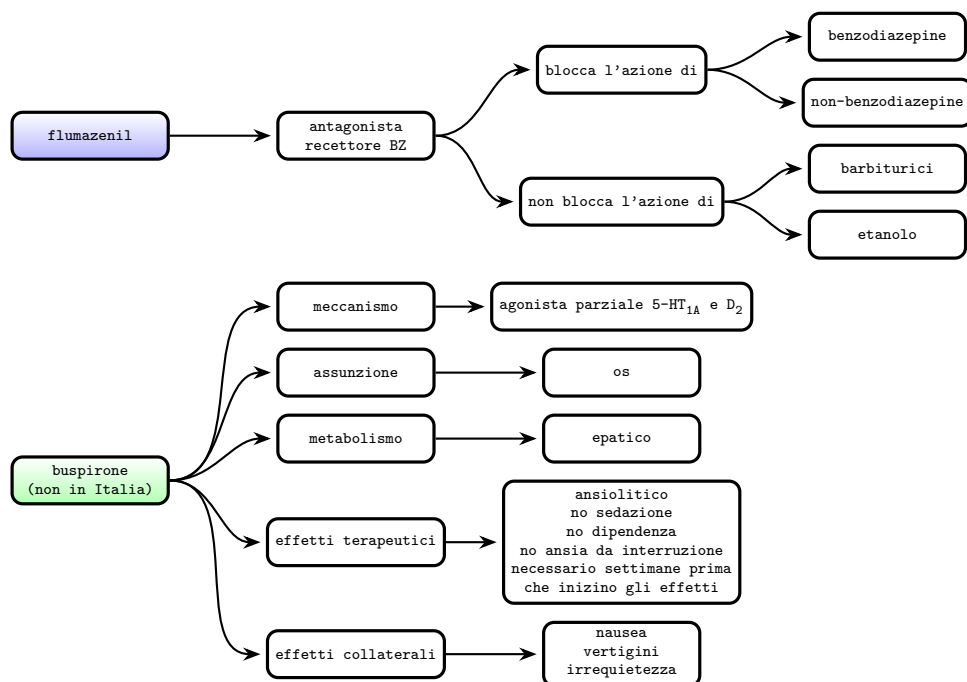 flumazenil
antagonista
recettore BZ
blocca l'azione di
benzodiazepine
non-benzodiazepine
non blocca l'azione di
barbiturici
etanolo
buspirone
(non in Italia)
meccanismo
agonista parziale 5-HT1A e D2
assunzione
os
metabolismo
epatico
effetti terapeutici
ansiolitico
no sedazione
no dipendenza
no ansia da interruzione
necessario settimane prima
che inizino gli effetti
effetti collaterali
nausea
vertigini
irrequietezza